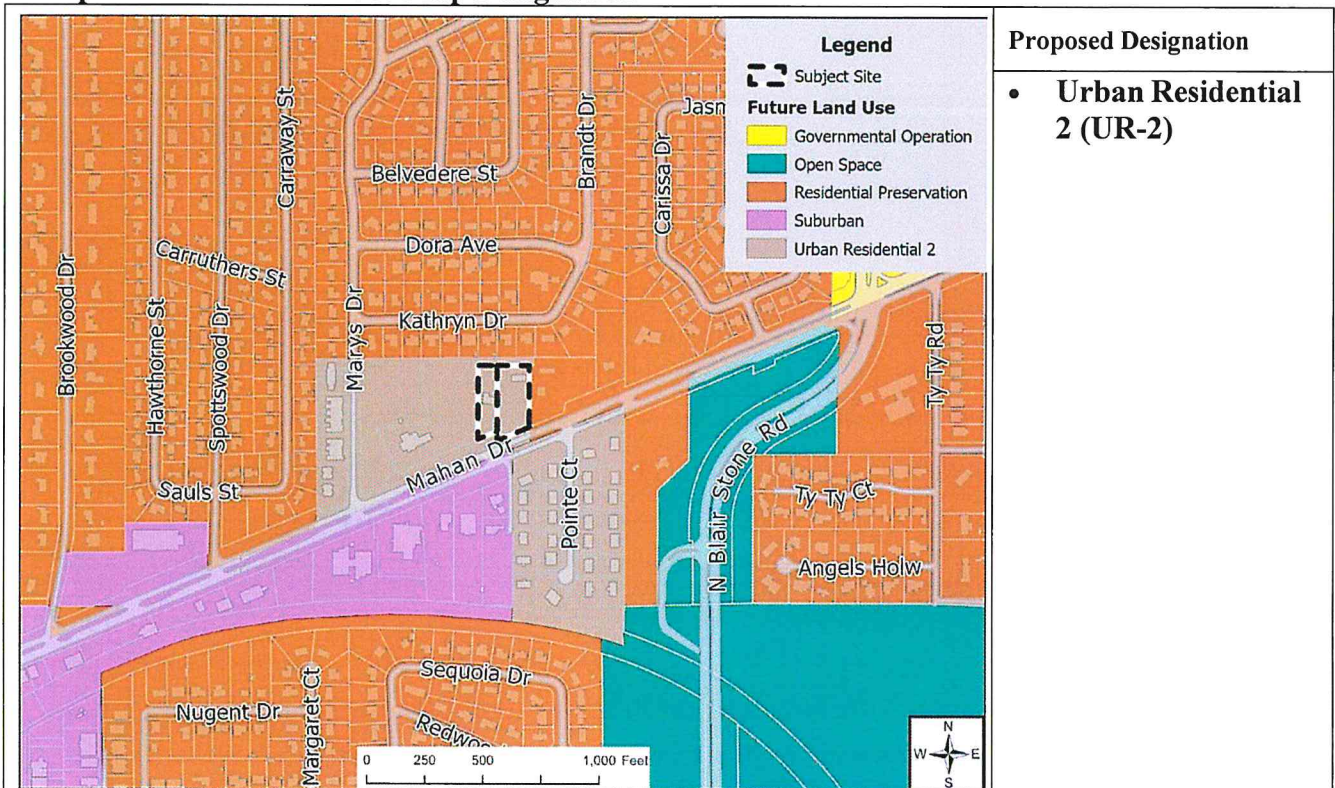 Legend
Subject Site
Future Land Use
Governmental Operation
Open Space
Residential Preservation
Suburban
Urban Residential 2
Proposed Designation
• Urban Residential
2 (UR-2)
Brookwood Dr
Hawthorne St
Carruthers St
Spottswood Dr
Carraway St
Sauls St
Marys Dr
Belvedere St
Dora Ave
Kathryn Dr
Brandt Dr
Carissa Dr
Mahan Dr
Pointe Ct
N Blair Stone Rd
Ty Ty Rd
Ty Ty Ct
Angels Holw
Nugent Dr
Margaret Ct
Sequoia Dr
0 250 500 1,000 Feet
N
W E
S